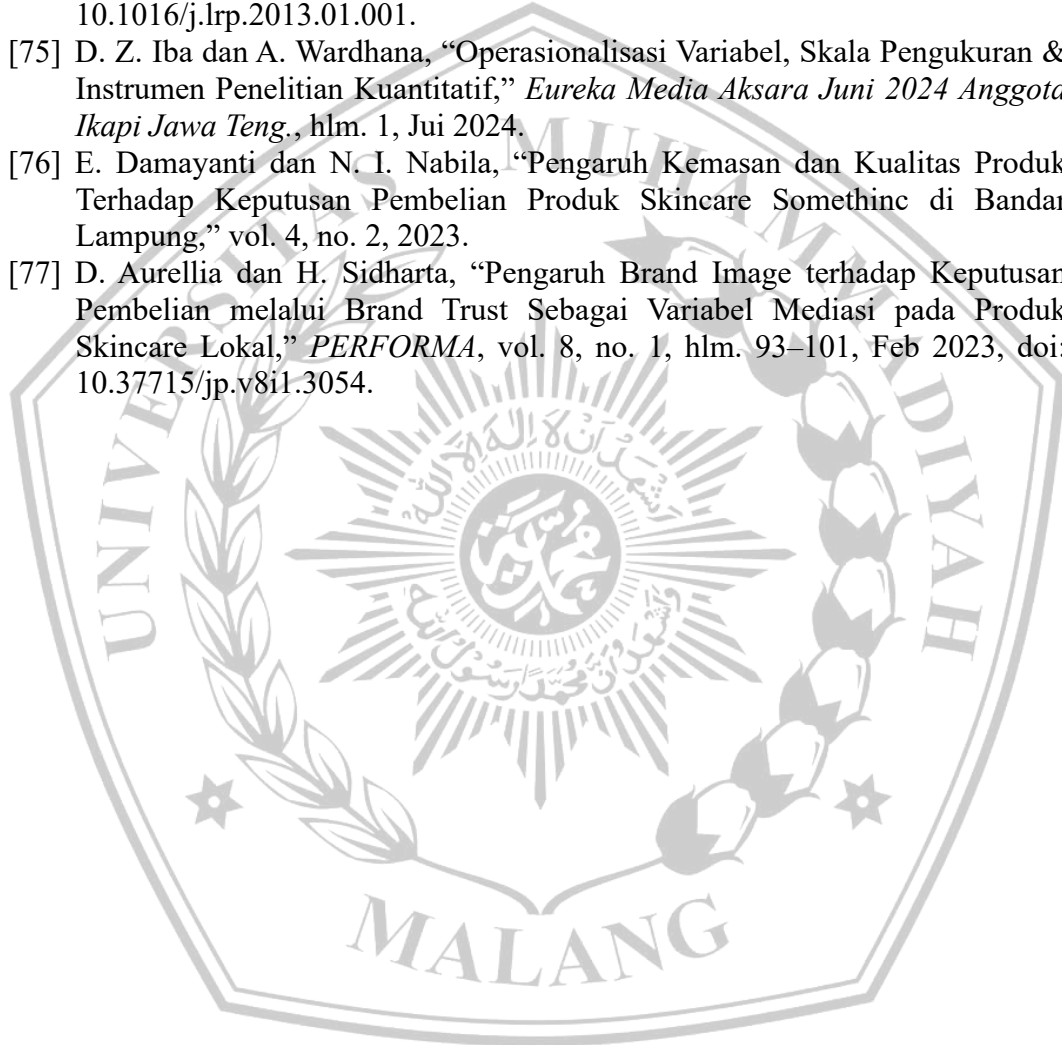 10.1016/j.lrp.2013.01.001.
[75] D. Z. Iba dan A. Wardhana, “Operasionalisasi Variabel, Skala Pengukuran &
Instrumen Penelitian Kuantitatif,” Eureka Media Aksara Juni 2024 Anggota
Ikapi Jawa Teng., hlm. 1, Jui 2024.
[76] E. Damayanti dan N. I. Nabila, “Pengaruh Kemasan dan Kualitas Produk
Terhadap Keputusan Pembelian Produk Skincare Somethinc di Bandar
Lampung,” vol. 4, no. 2, 2023.
[77] D. Aurellia dan H. Sidharta, “Pengaruh Brand Image terhadap Keputusan
Pembelian melalui Brand Trust Sebagai Variabel Mediasi pada Produk
Skincare Lokal,” PERFORMA, vol. 8, no. 1, hlm. 93–101, Feb 2023, doi:
10.37715/jp.v8i1.3054.
UNIVERSITAS MUHAMMADIYAH
MALANG